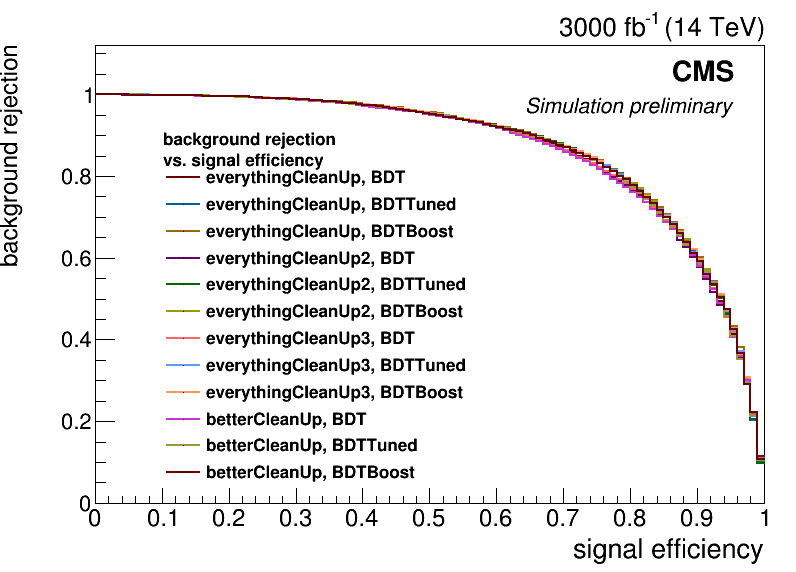 3000 fb-1 (14 TeV)
CMS
Simulation preliminary
background rejection
background rejection
vs. signal efficiency
everythingCleanUp, BDT
everythingCleanUp, BDTTuned
everythingCleanUp, BDTBoost
everythingCleanUp2, BDT
everythingCleanUp2, BDTTuned
everythingCleanUp2, BDTBoost
everythingCleanUp3, BDT
everythingCleanUp3, BDTTuned
everythingCleanUp3, BDTBoost
betterCleanUp, BDT
betterCleanUp, BDTTuned
betterCleanUp, BDTBoost
1
0.8
0.6
0.4
0.2
0
0 0.1 0.2 0.3 0.4 0.5 0.6 0.7 0.8 0.9 1
signal efficiency